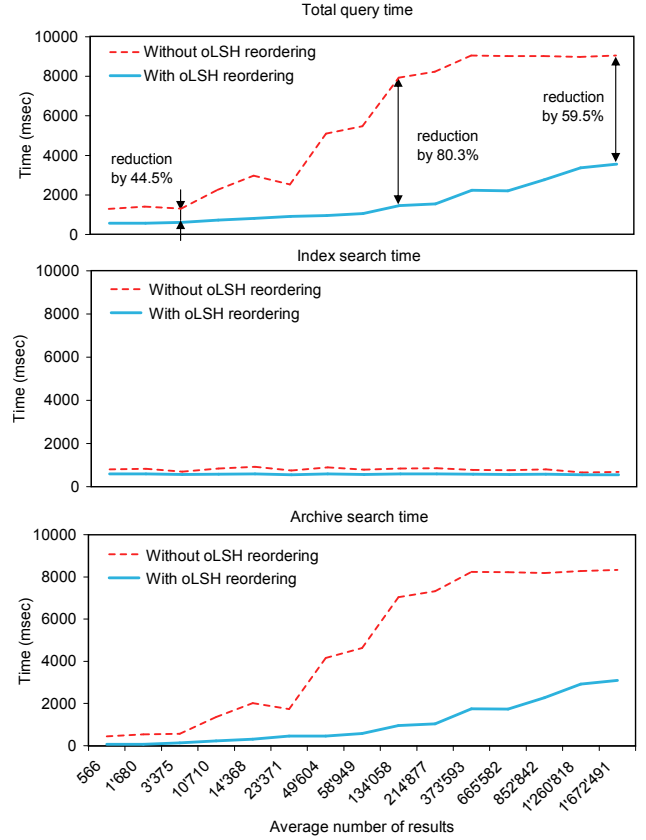 Total query time
10000
8000
6000
4000
2000
0
Time (msec)
Without oLSH reordering
With oLSH reordering
reduction
by 44.5%
reduction
by 80.3%
reduction
by 59.5%
Index search time
10000
8000
6000
4000
2000
0
Time (msec)
Without oLSH reordering
With oLSH reordering
Archive search time
10000
8000
6000
4000
2000
0
Time (msec)
Without oLSH reordering
With oLSH reordering
566
1'680
3'375
10'710
14'368
23'371
49'604
58'949
134'058
214'877
373'593
665'582
852'842
1'260'818
1'672'491
Average number of results